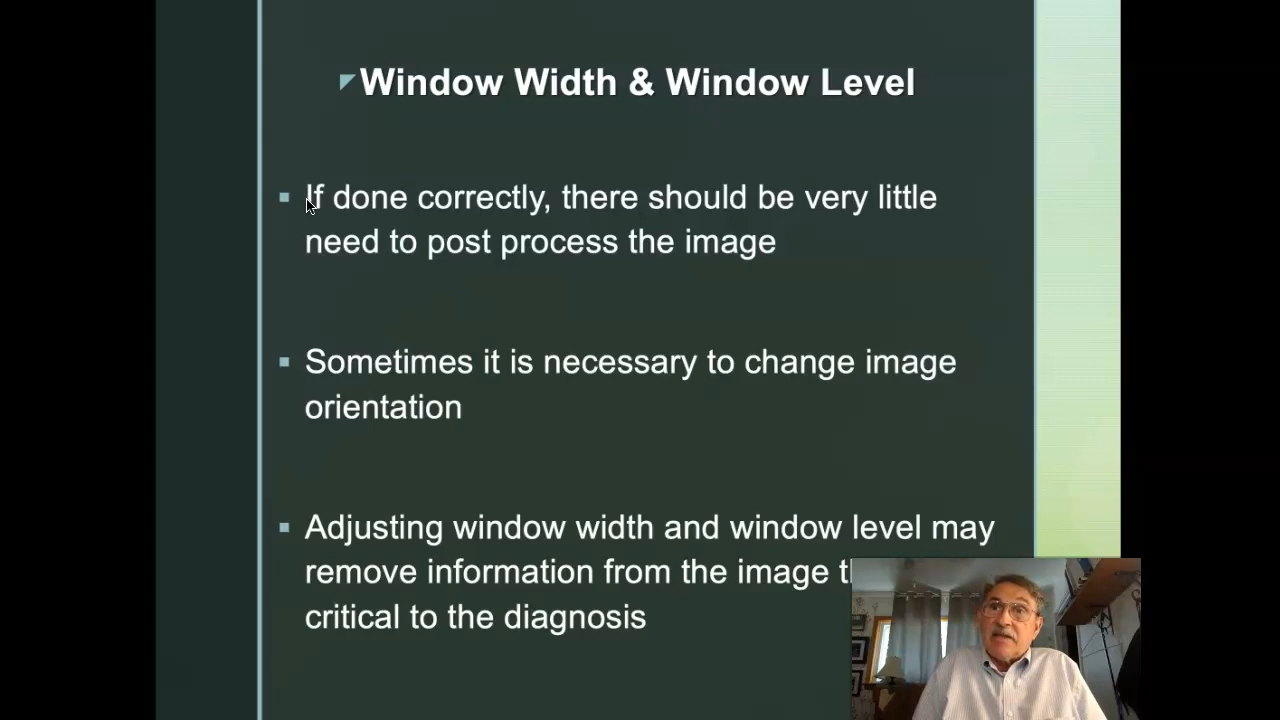 Window Width & Window Level
If done correctly, there should be very little
need to post process the image
Sometimes it is necessary to change image
orientation
Adjusting window width and window level may
remove information from the image
critical to the diagnosis